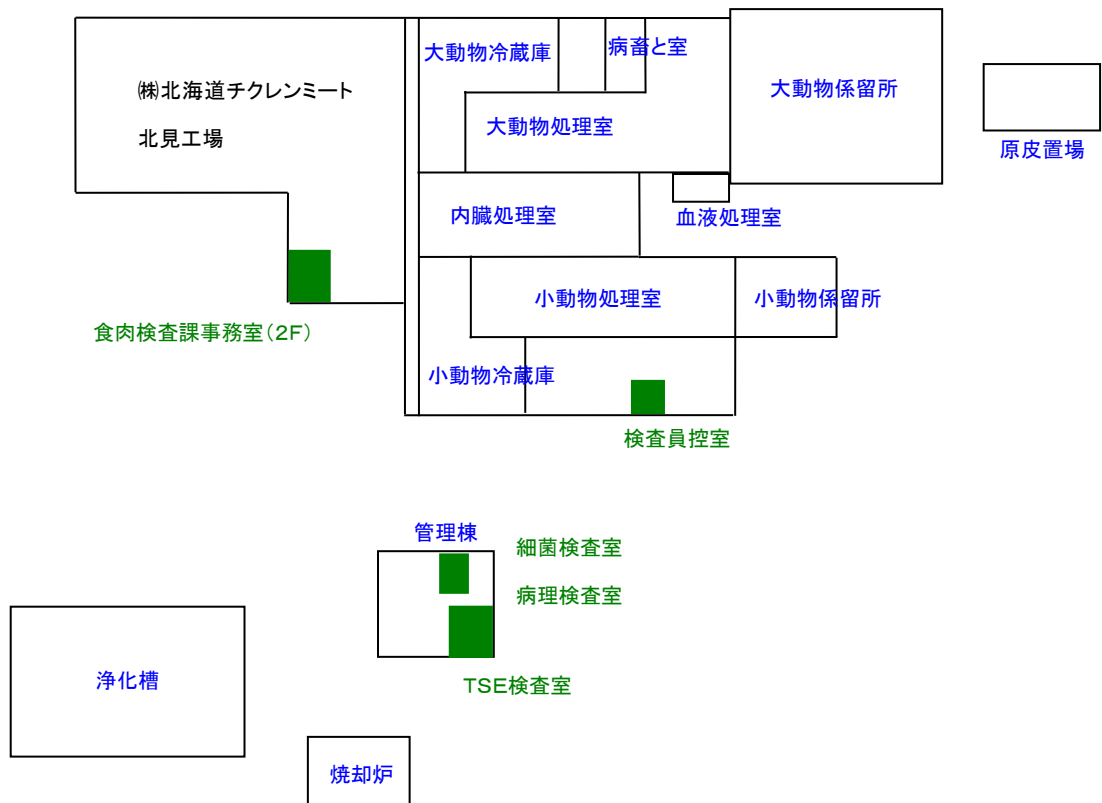 大動物冷蔵庫
病畜と室
㈱北海道チクレンミート
北見工場
大動物係留所
大動物処理室
原皮置場
内臓処理室
血液処理室
小動物処理室
小動物係留所
食肉検査課事務室(2F)
小動物冷蔵庫
検査員控室
管理棟
細菌検査室
病理検査室
浄化槽
TSE検査室
焼却炉